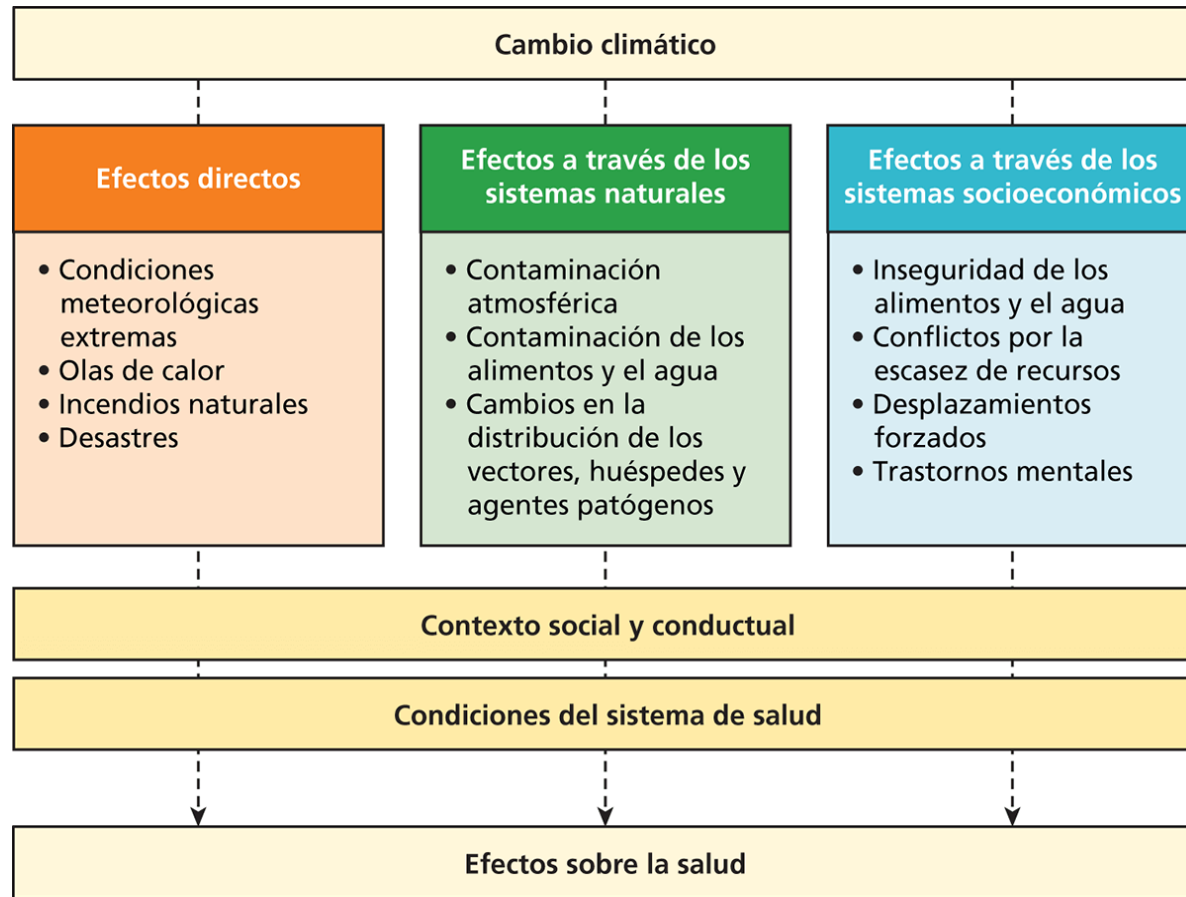 Cambio climático
Efectos directos
• Condiciones
meteorológicas
extremas
• Olas de calor
• Incendios naturales
• Desastres
Efectos a través de los
sistemas naturales
• Contaminación
atmosférica
• Contaminación de los
alimentos y el agua
• Cambios en la
distribución de los
vectores, huéspedes y
agentes patógenos
Efectos a través de los
sistemas socioeconómicos
• Inseguridad de los
alimentos y el agua
• Conflictos por la
escasez de recursos
• Desplazamientos
forzados
• Trastornos mentales
Contexto social y conductual
Condiciones del sistema de salud
Efectos sobre la salud